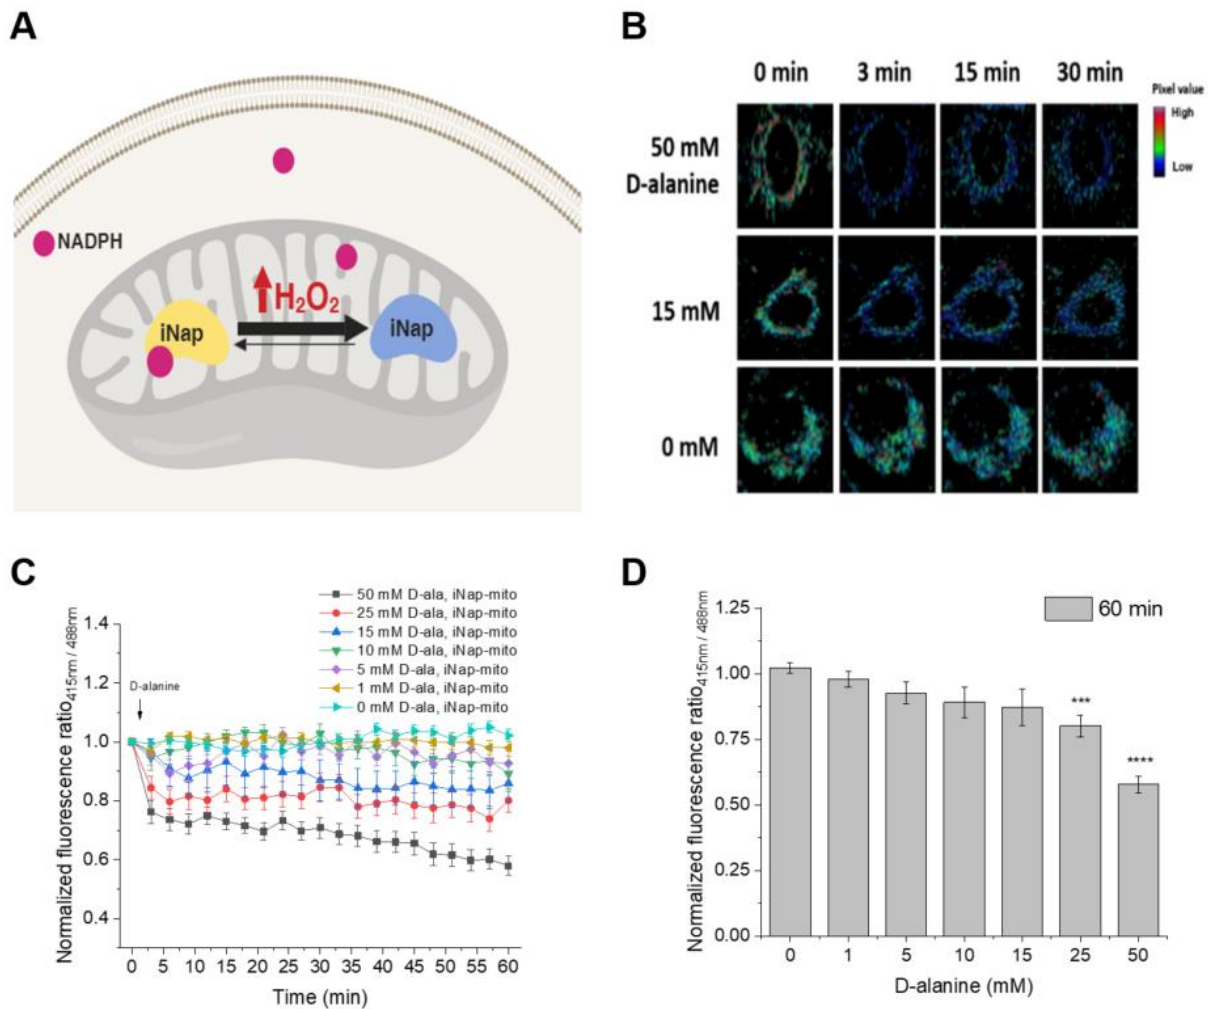 A
NADPH
H2O2
iNap
iNap
B
0 min
3 min
15 min
30 min
Pixel value
High
Low
50 mM
D-alanine
15 mM
0 mM
C
50 mM D-ala, iNap-mito
25 mM D-ala, iNap-mito
15 mM D-ala, iNap-mito
10 mM D-ala, iNap-mito
5 mM D-ala, iNap-mito
1 mM D-ala, iNap-mito
0 mM D-ala, iNap-mito
D-alanine
Normalized fluorescence ratio415nm / 488nm
1.4
1.2
1.0
0.8
0.6
0.4
0 5 10 15 20 25 30 35 40 45 50 55 60
Time (min)
D
60 min
Normalized fluorescence ratio415nm / 488nm
1.25
1.00
0.75
0.50
0.25
0.00
***
****
0 1 5 10 15 25 50
D-alanine (mM)